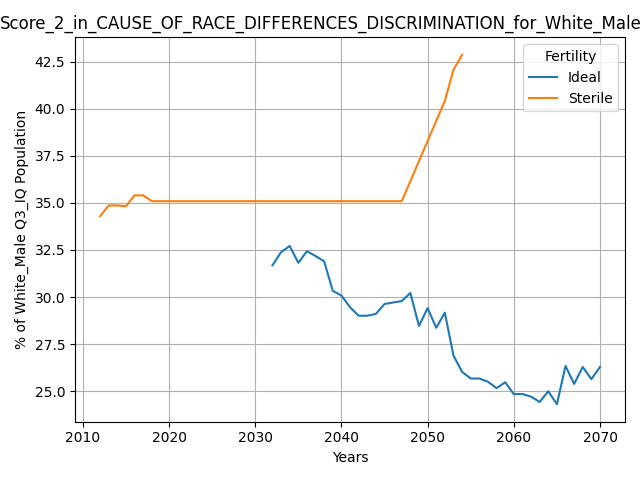 Score_2_in_CAUSE_OF_RACE_DIFFERENCES_DISCRIMINATION_for_White_Male
% of White_Male Q3_IQ Population
42.5
40.0
37.5
35.0
32.5
30.0
27.5
25.0
Fertility
Ideal
Sterile
2010 2020 2030 2040 2050 2060 2070
Years